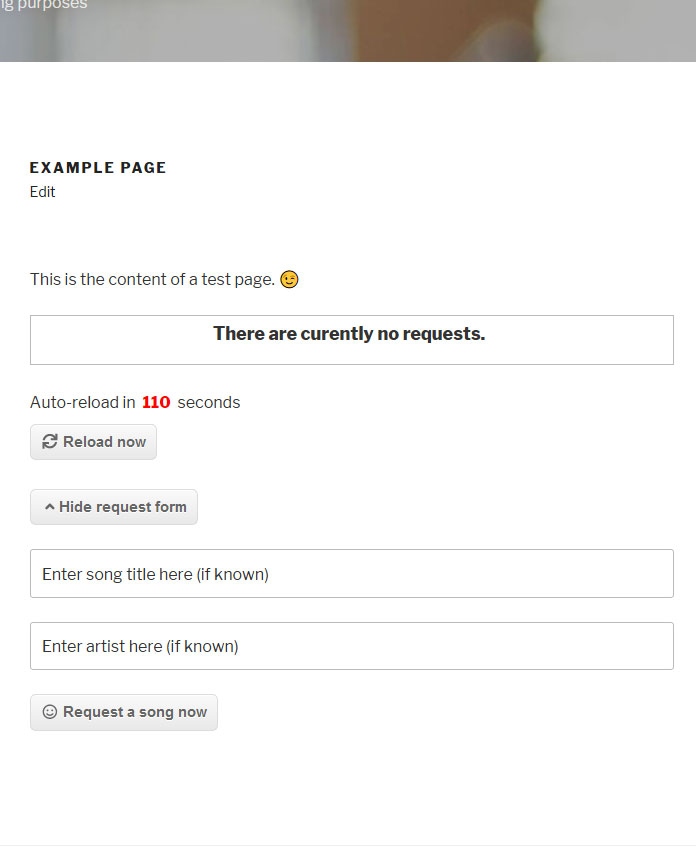 purposes
EXAMPLE PAGE
Edit
This is the content of a test page. 😉
There are curently no requests.
Auto-reload in 110 seconds
Reload now
Hide request form
Enter song title here (if known)
Enter artist here (if known)
Request a song now